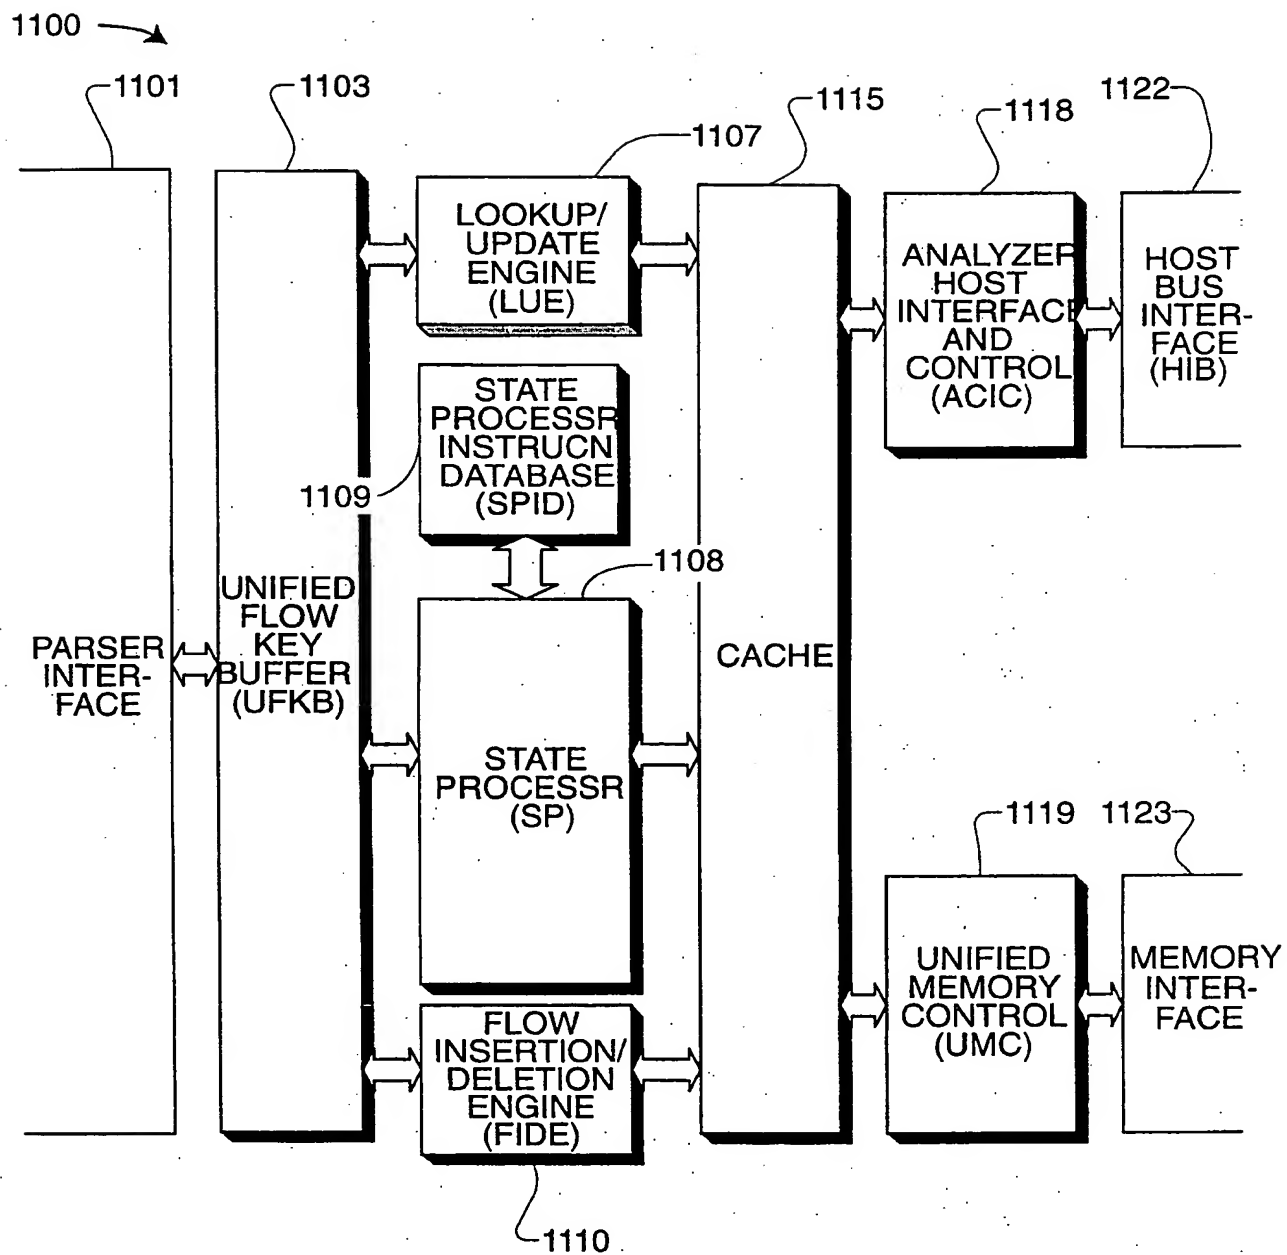 1100
1101
1103
1107
1115
1118
1122
LOOKUP/
UPDATE
ENGINE
(LUE)
ANALYZER
HOST
INTERFACE
AND
CONTROL
(ACIC)
HOST
BUS
INTER-
FACE
(HIB)
STATE
PROCESSR
INSTRUCN
DATABASE
(SPID)
1109
1108
UNIFIED
FLOW
KEY
BUFFER
(UFKB)
PARSER
INTER-
FACE
CACHE
STATE
PROCESSR
(SP)
1119
1123
UNIFIED
MEMORY
CONTROL
(UMC)
MEMORY
INTER-
FACE
FLOW
INSERTION/
DELETION
ENGINE
(FIDE)
1110